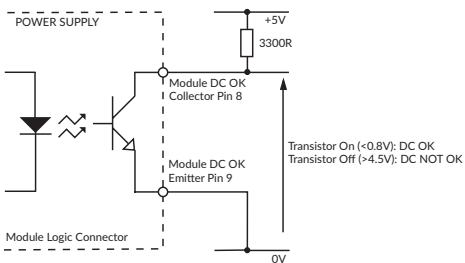 POWER SUPPLY
+5V
3300R
Module DC OK
Collector Pin 8
Transistor On (<0.8V): DC OK
Transistor Off (>4.5V): DC NOT OK
Module DC OK
Emitter Pin 9
Module Logic Connector
0V